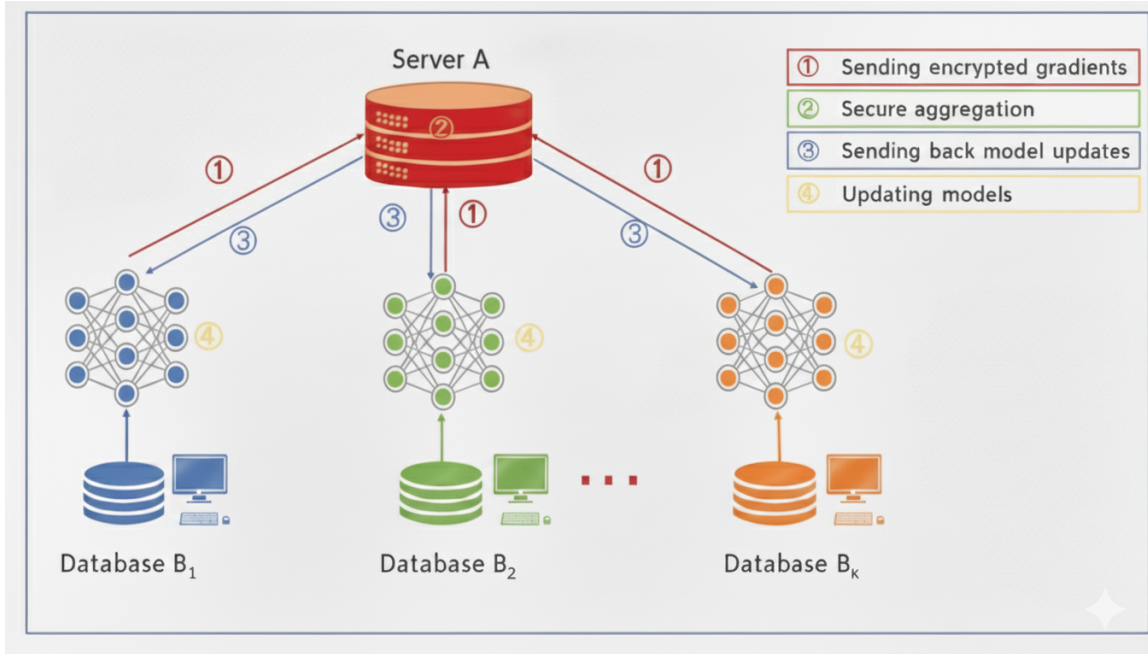 Server A
① Sending encrypted gradients
② Secure aggregation
③ Sending back model updates
④ Updating models
②
①
③
③
①
①
③
④
④
④
Database B₁
Database B₂
...
Database Bₖ